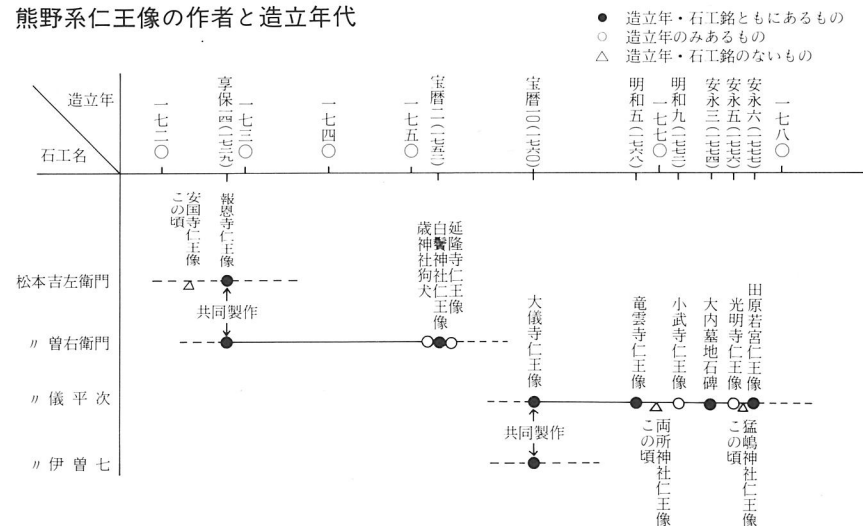 熊野系仁王像の作者と造立年代
● 造立年・石工銘ともにあるもの
○ 造立年のみあるもの
△ 造立年・石工銘のないもの
造立年
石工名
一七二〇
享保一四(一七二九)
一七三〇
一七四〇
一七五〇
宝暦二(一七五二)
宝暦一〇(一七六〇)
明和五(一七六八)
一七七〇
明和九(一七七二)
安永三(一七七四)
安永五(一七七六)
安永六(一七七七)
一七八〇
安国寺仁王像
この頃
報恩寺仁王像
延隆寺仁王像
白鬚神社仁王像
歳神社狗犬
松本吉左衛門
共同製作
〃曽右衛門
大儀寺仁王像
竜雲寺仁王像
小武寺仁王像
大内墓地石碑
光明寺仁王像
田原若宮仁王像
〃儀平次
共同製作
両所神社仁王像
この頃
猛嶋神社仁王像
この頃
〃伊曽七